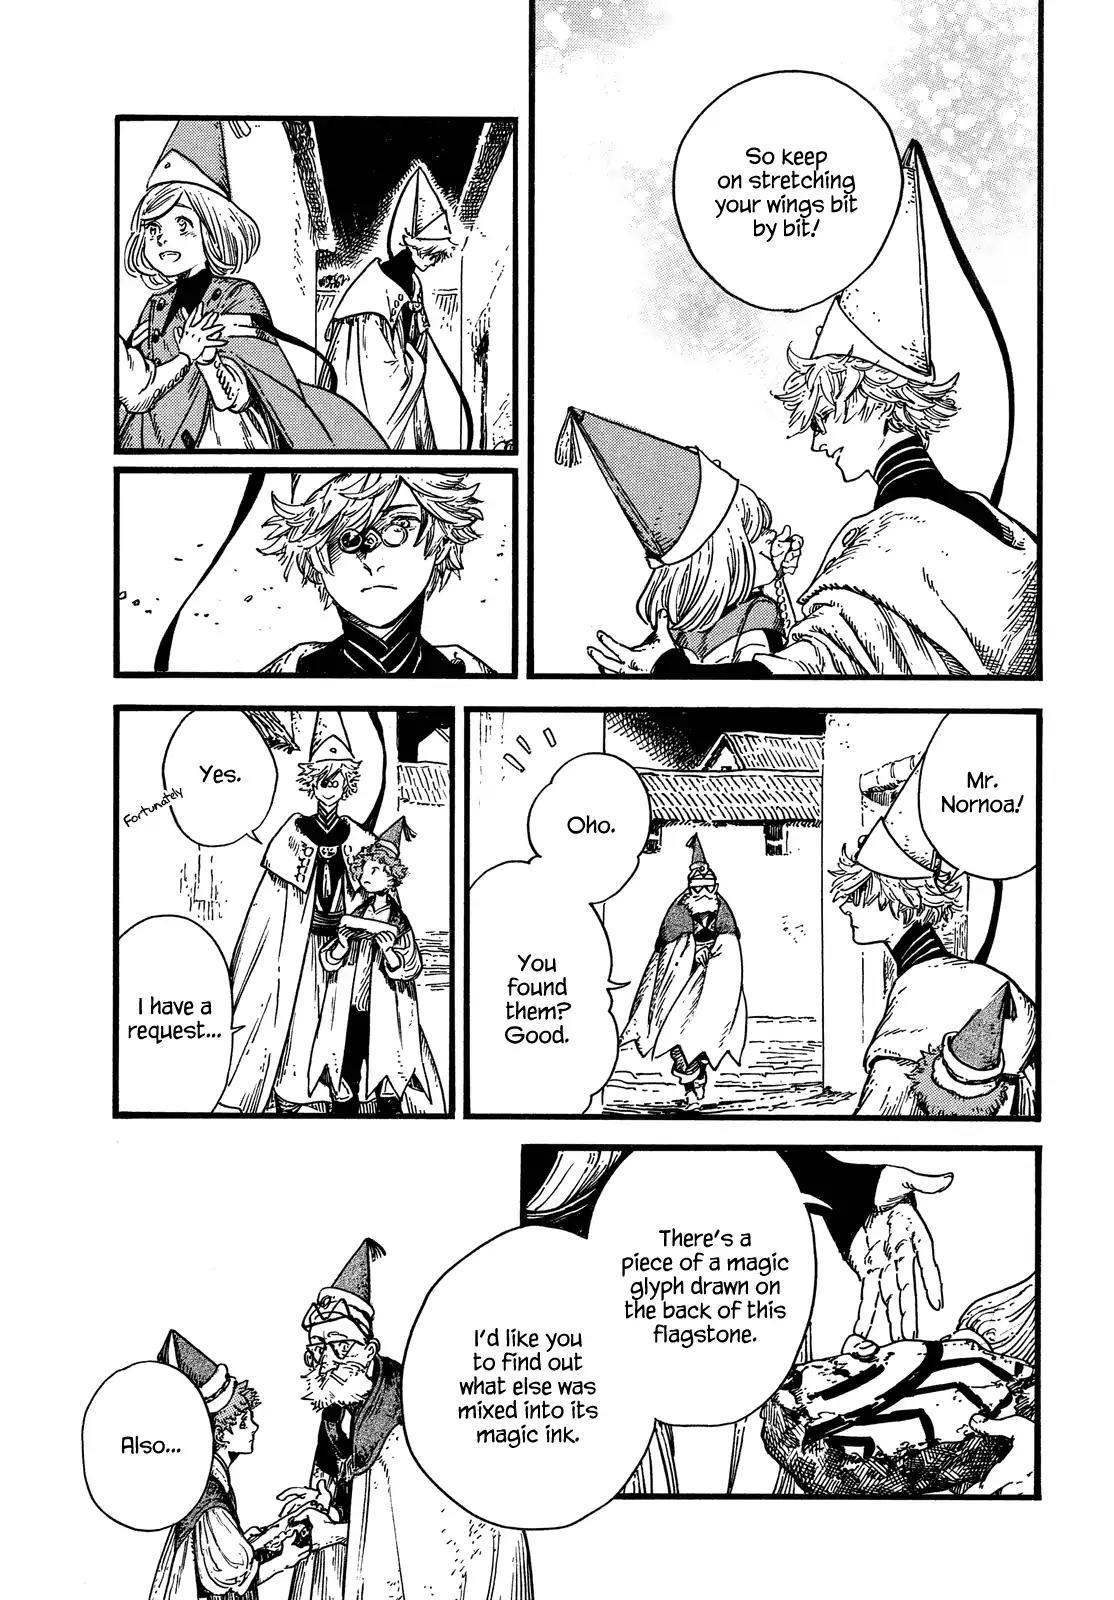 So keep
on stretching
your wings bit
by bit!
Mr.
Nornoa!
Oho.
You
found
them?
Good.
Yes.
Fortunately
I have a
request...
There's a
piece of a magic
glyph drawn on
the back of this
flagstone.
I'd like you
to find out
what else was
mixed into its
magic ink.
Also...